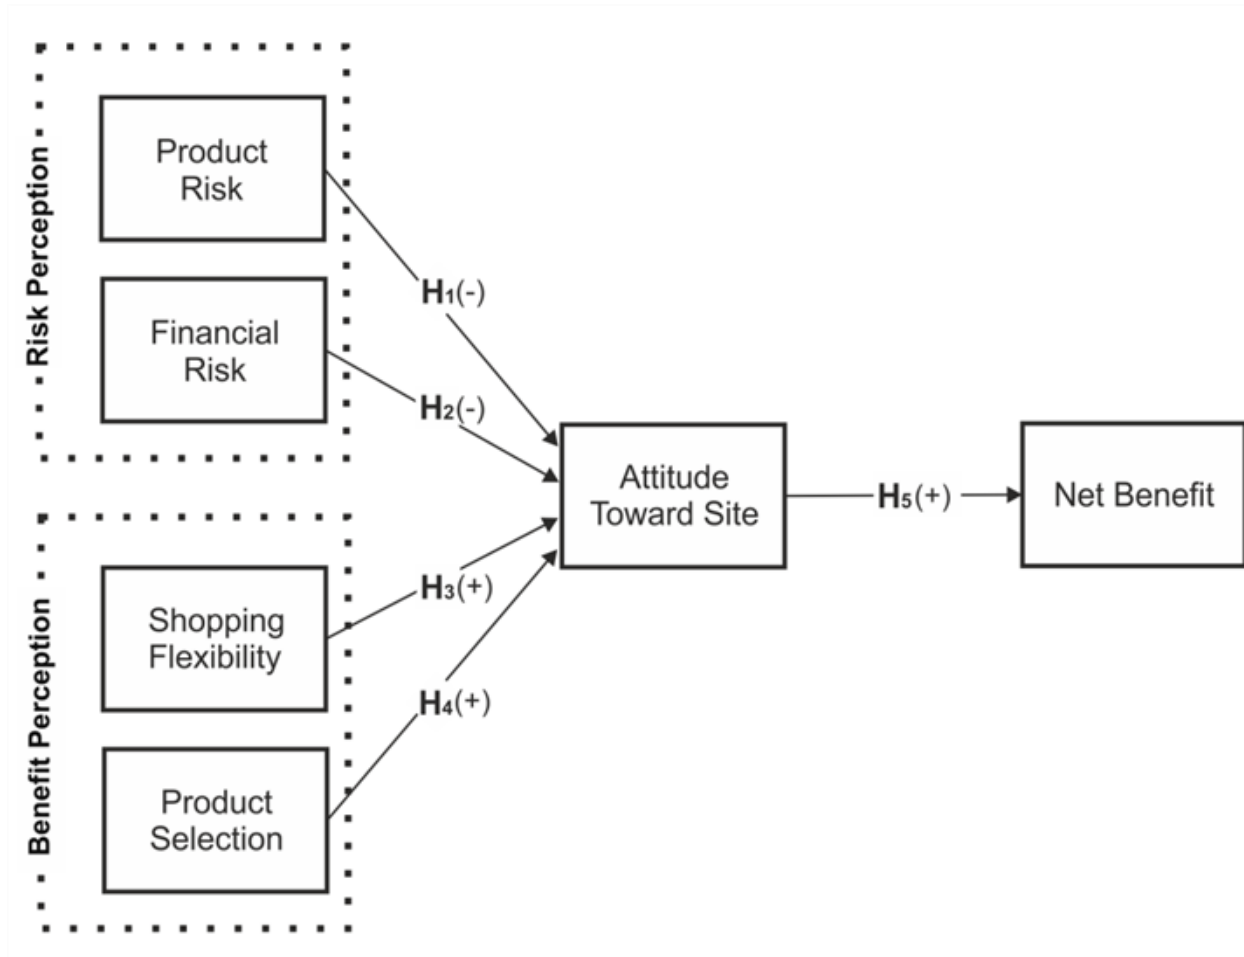 Risk Perception
Product
Risk
Financial
Risk
H₁(-)
H₂(-)
Benefit Perception
Shopping
Flexibility
Product
Selection
H₃(+)
H₄(+)
Attitude
Toward Site
H₅(+)
Net Benefit